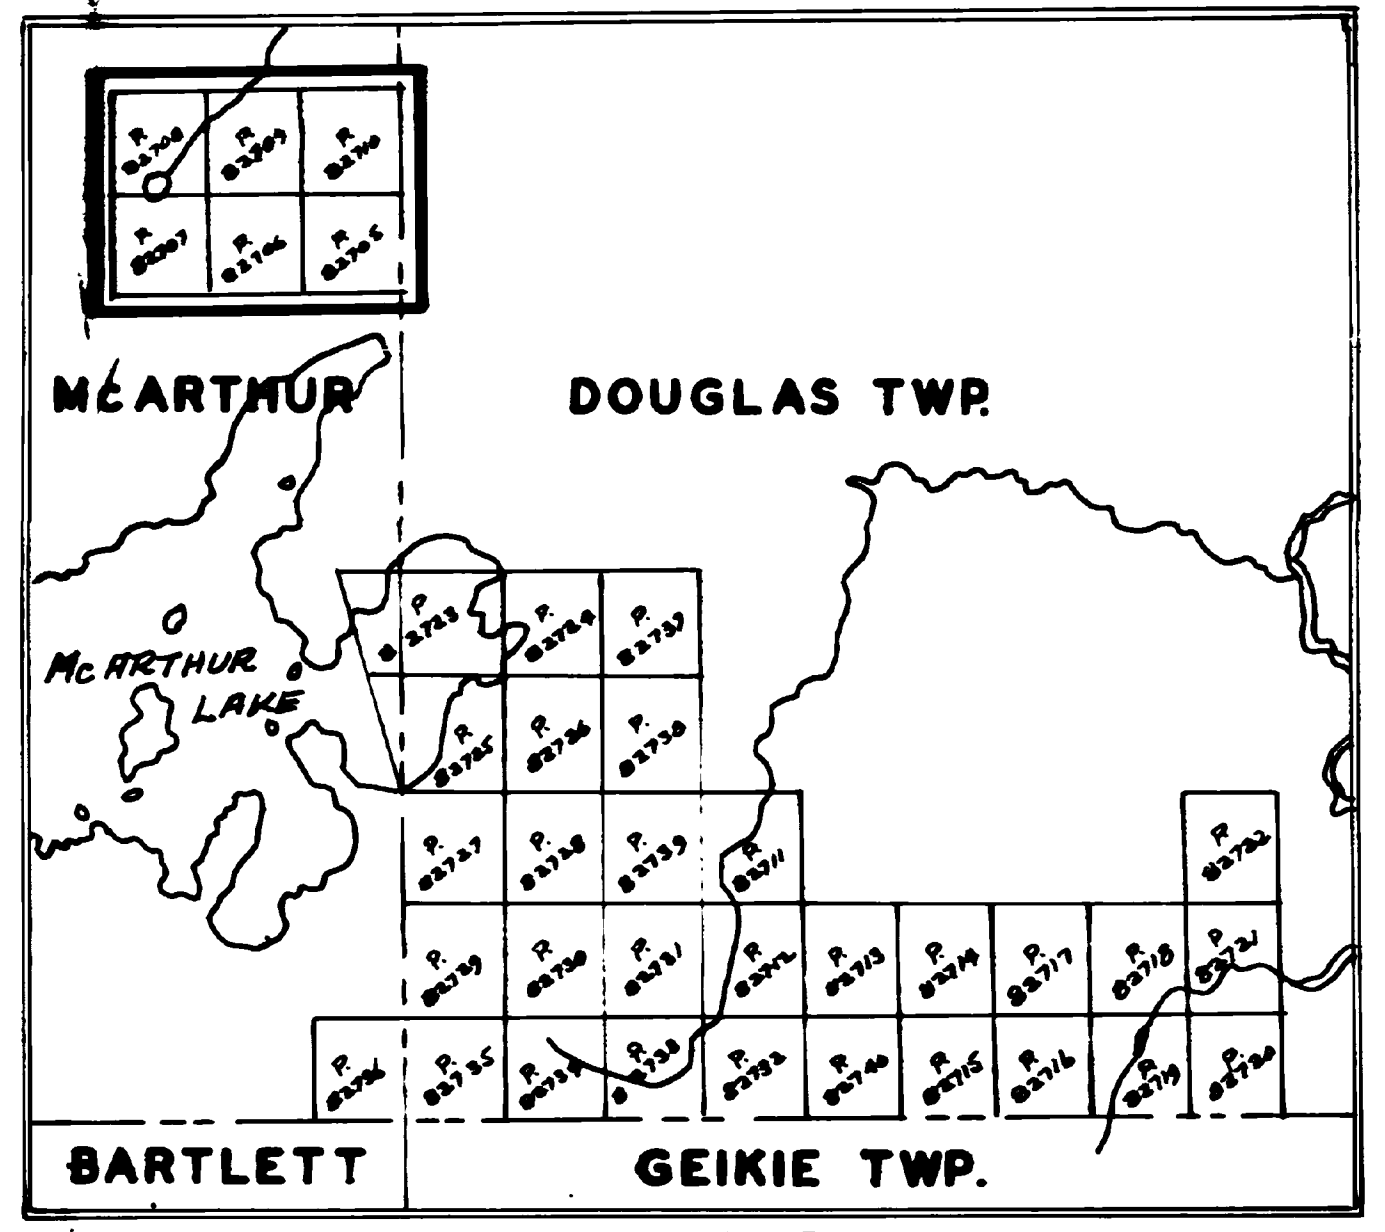 P.
82708
P.
82709
P.
82710
P.
82707
P.
82706
P.
82705
McARTHUR
DOUGLAS TWP.
McARTHUR
LAKE
P
82723
P.
82724
P.
82737
P.
82725
P.
82726
P.
82738
P.
82727
P.
82728
P.
82739
P.
82711
P.
82722
P.
82729
P.
82730
P.
82731
P.
82712
P.
82713
P.
82714
P.
82717
P.
82718
P
82721
P.
82736
P.
82735
P.
82734
P.
P.
82732
P.
82740
P.
82715
P.
82716
P.
82719
P.
82720
BARTLETT
GEIKIE TWP.